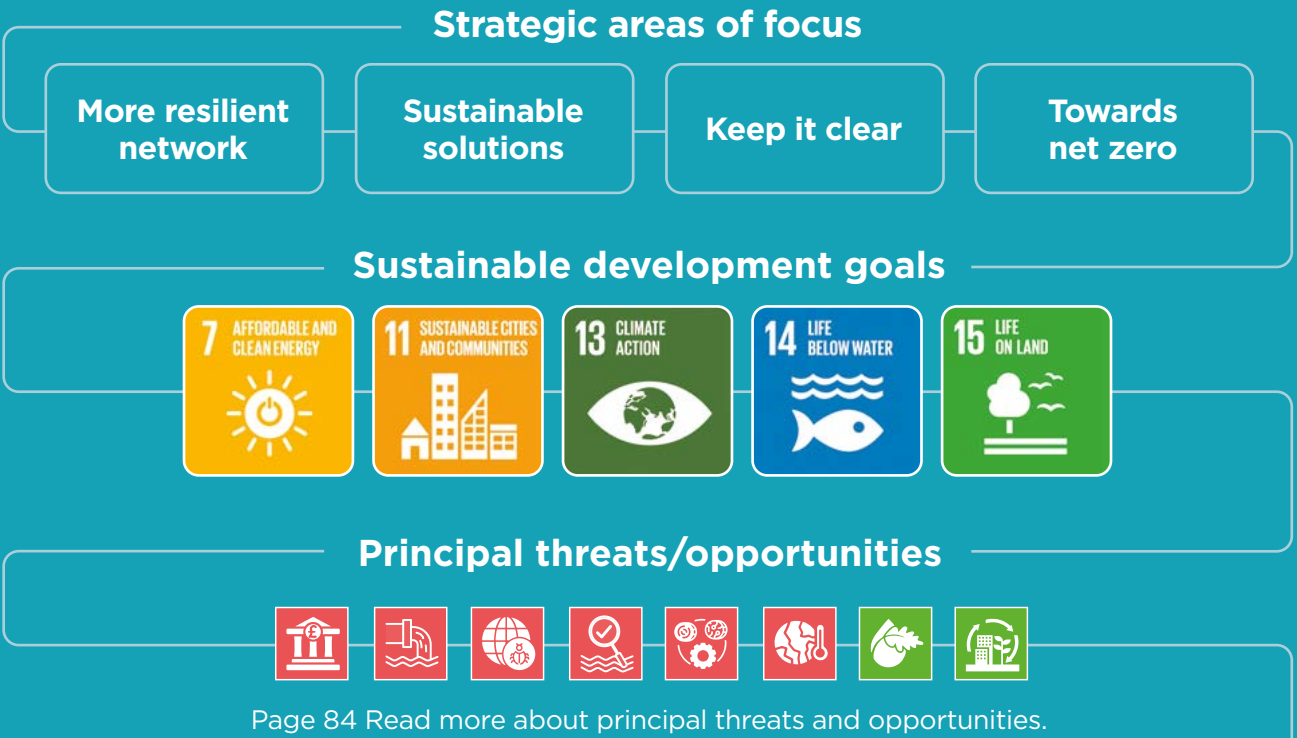 Strategic areas of focus
More resilient
network
Sustainable
solutions
Keep it clear
Towards
net zero
Sustainable development goals
7 AFFORDABLE AND
CLEAN ENERGY
11 SUSTAINABLE CITIES
AND COMMUNITIES
13 CLIMATE
ACTION
14 LIFE
BELOW WATER
15 LIFE
ON LAND
Principal threats/opportunities
£
Page 84 Read more about principal threats and opportunities.